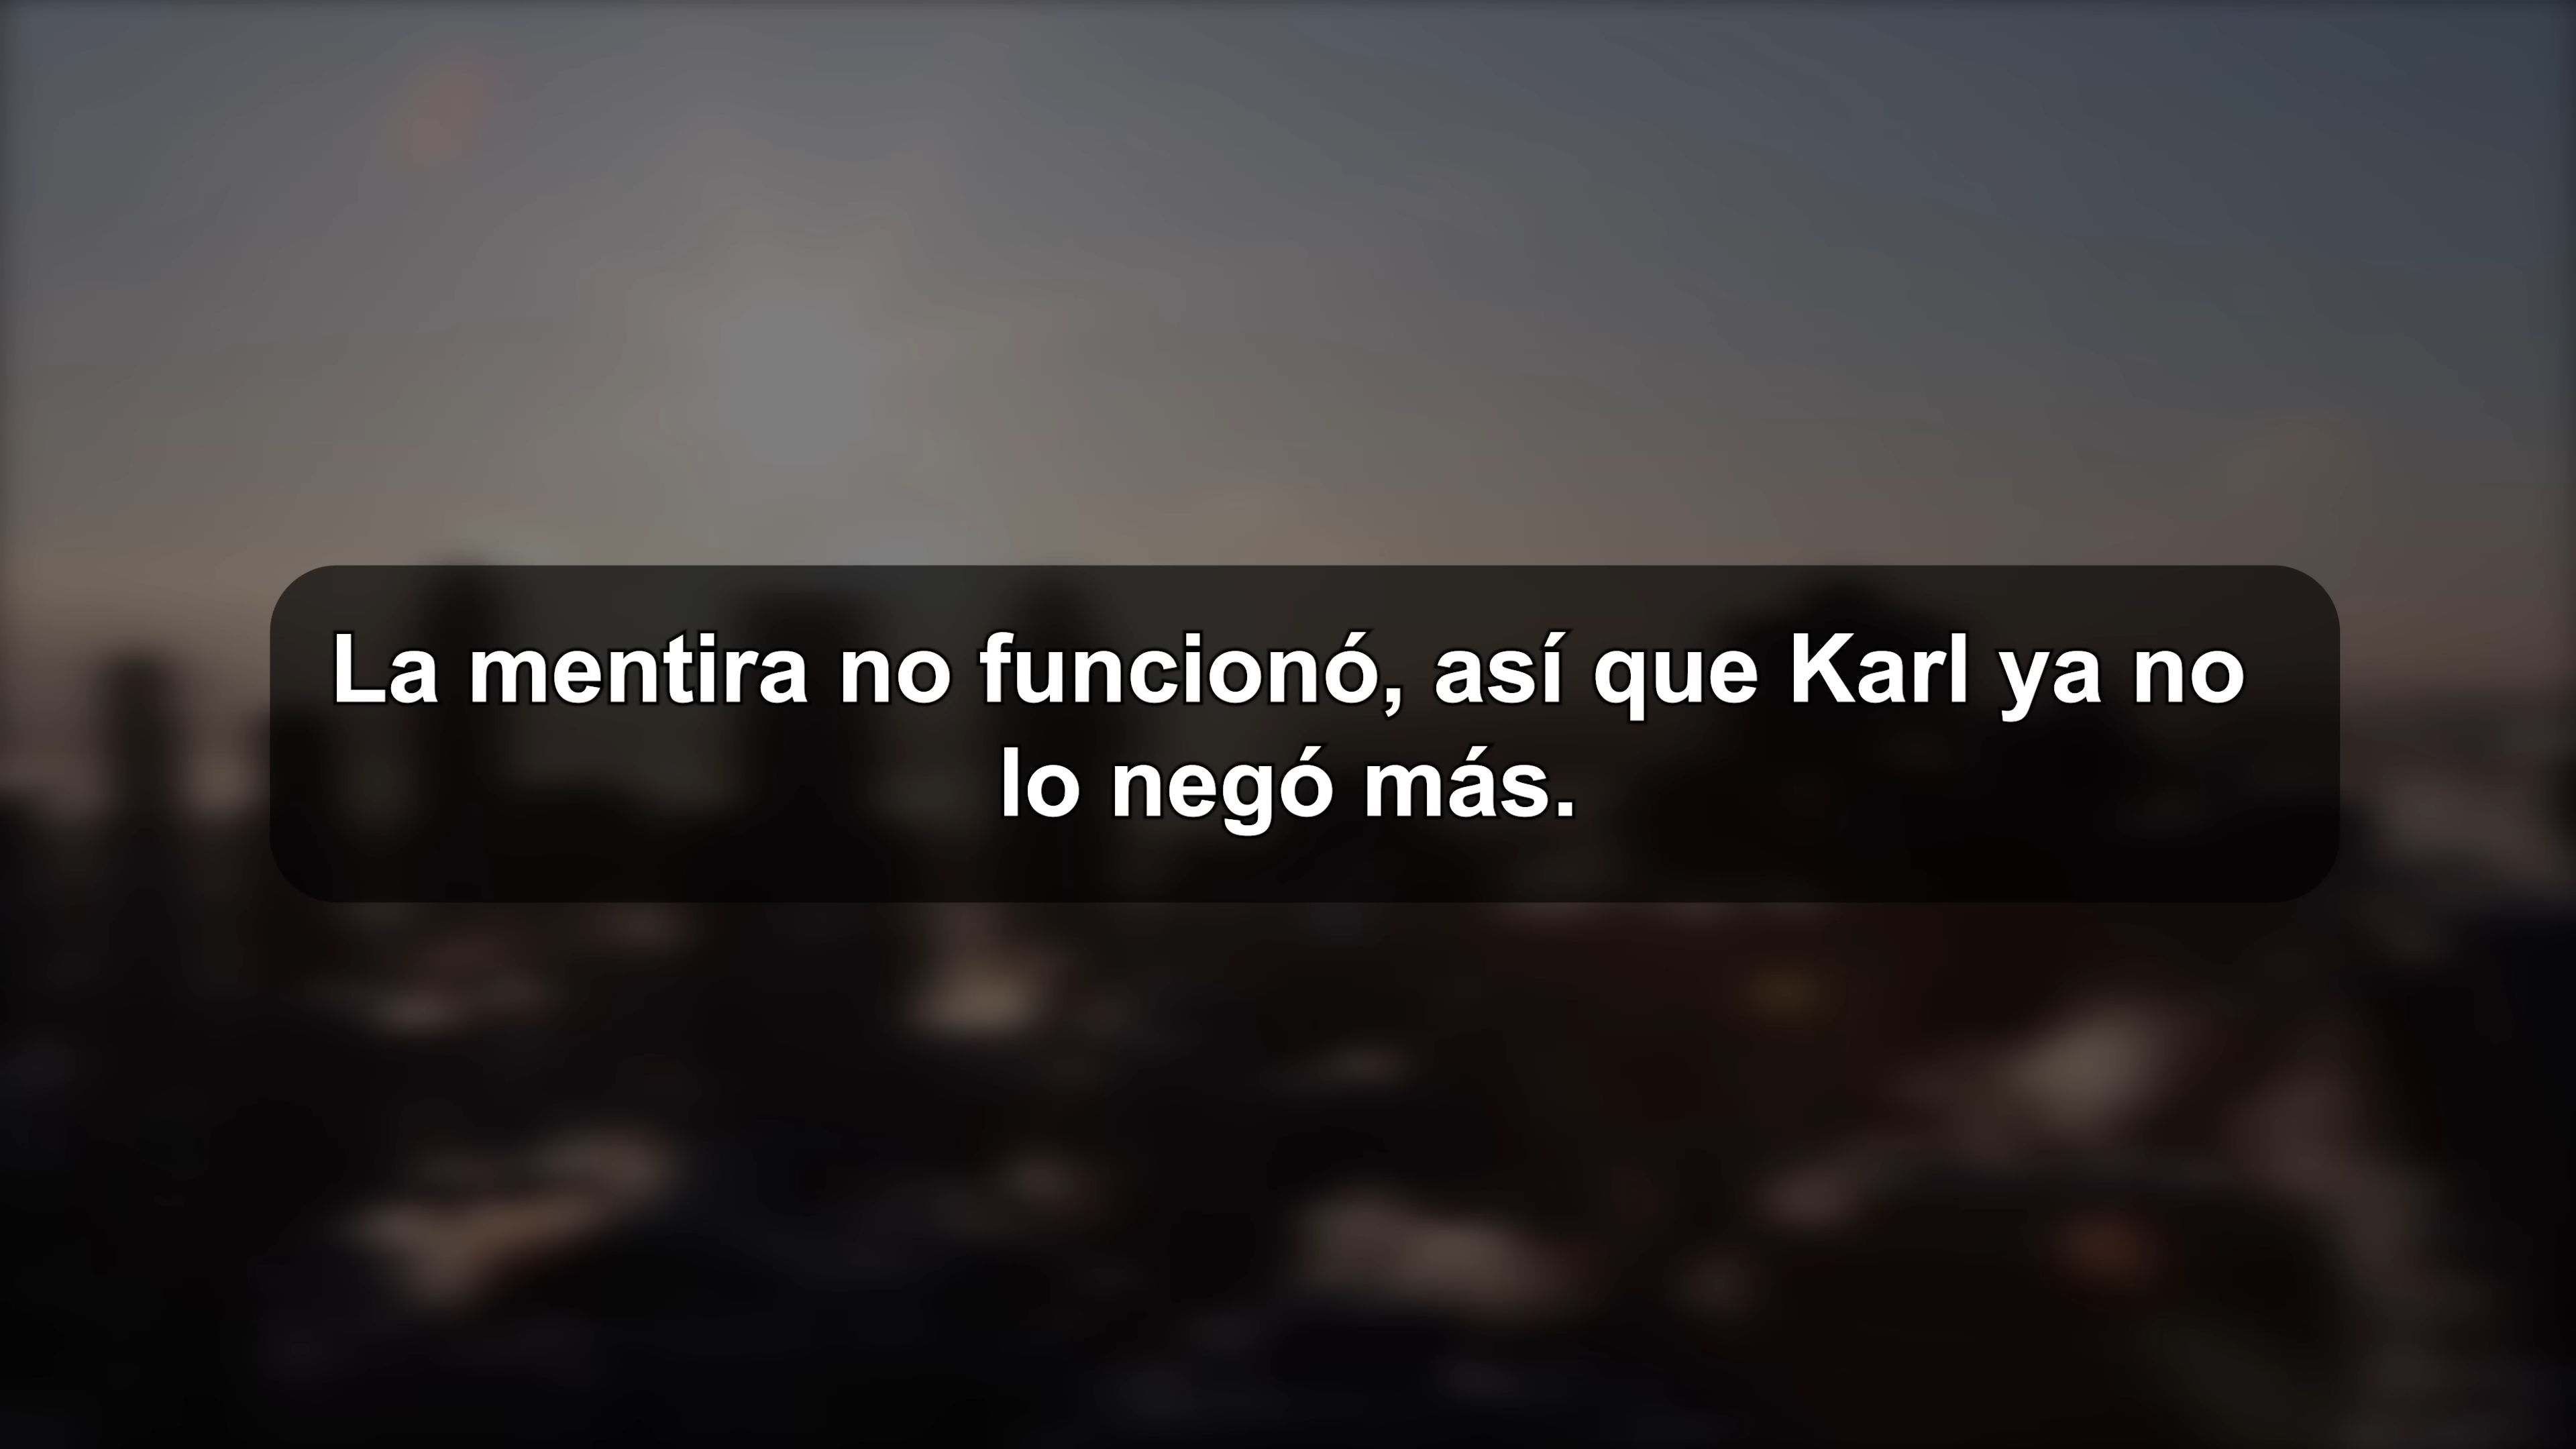 La mentira no funcionó, así que Karl ya no
lo negó más.